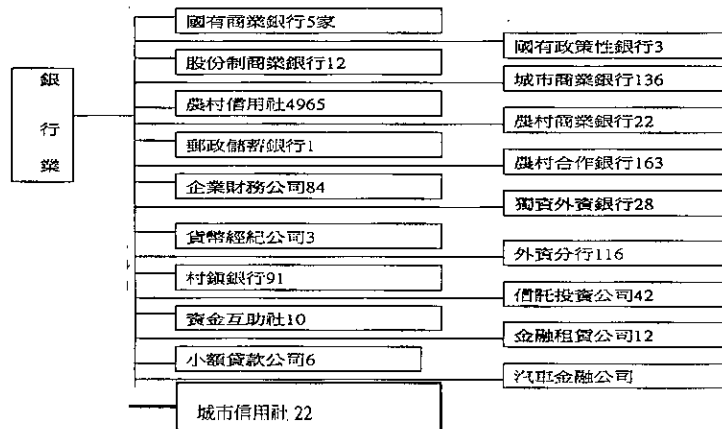 銀行業
國有商業銀行5家
國有政策性銀行3
股份制商業銀行12
城市商業銀行136
農村信用社4965
農村商業銀行22
郵政儲蓄銀行1
農村合作銀行163
企業財務公司84
獨資外資銀行28
貨幣經紀公司3
外資分行116
村鎮銀行91
信託投資公司42
資金互助社10
金融租賃公司12
小額貸款公司6
汽車金融公司
城市信用社 22